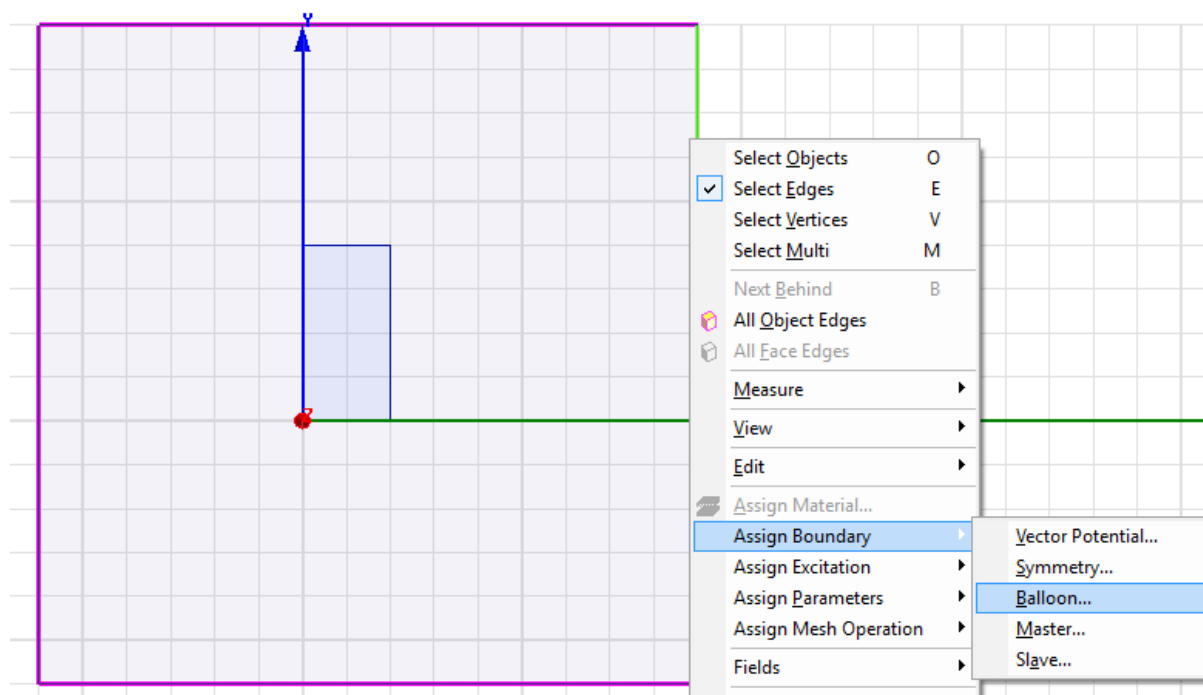 Y
Z
Select Objects O
Select Edges E
Select Vertices V
Select Multi M
Next Behind B
All Object Edges
All Face Edges
Measure
View
Edit
Assign Material...
Assign Boundary
Vector Potential...
Assign Excitation
Symmetry...
Assign Parameters
Balloon...
Assign Mesh Operation
Master...
Fields
Slave...